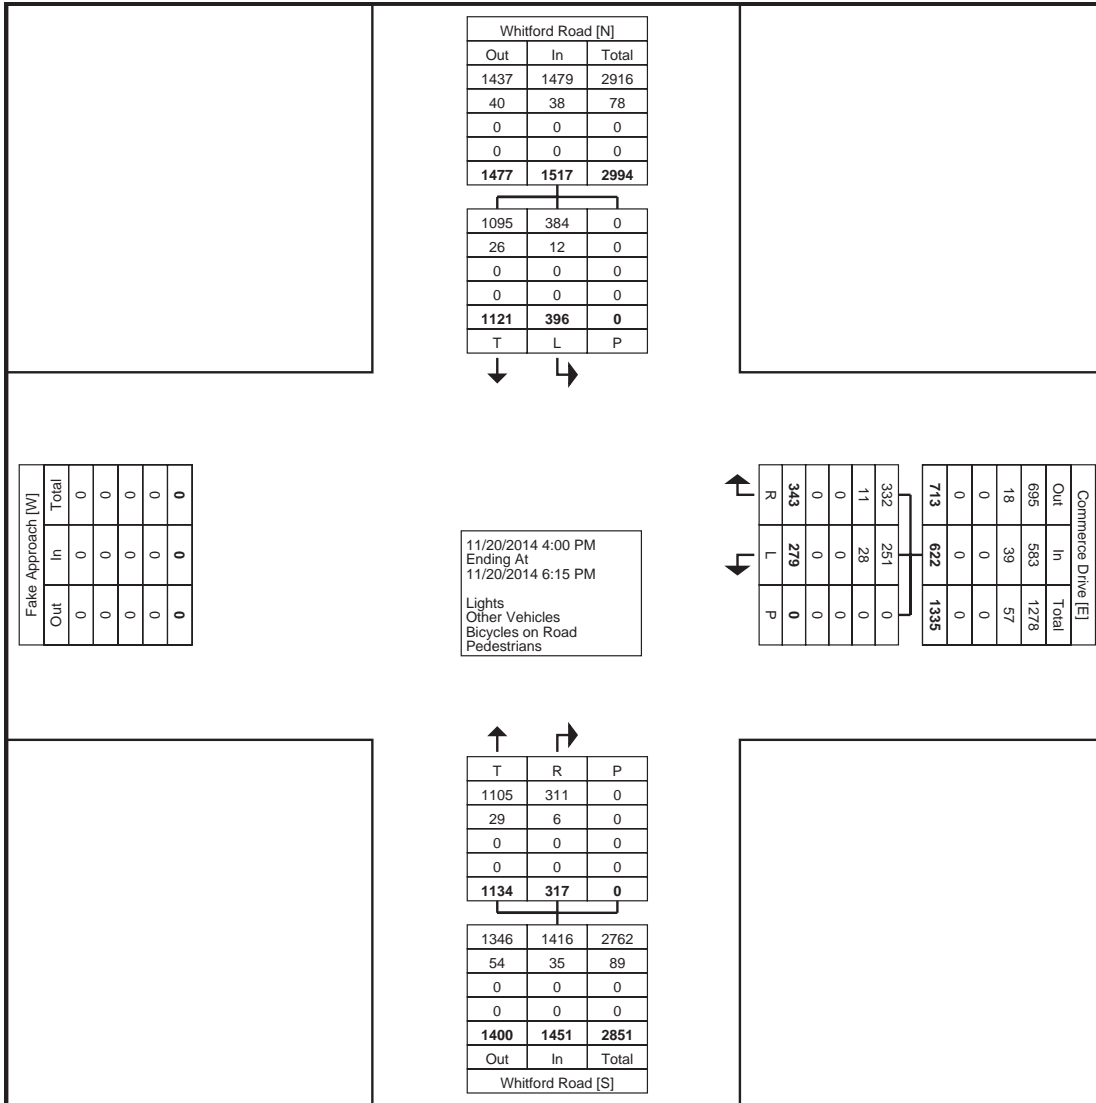 Whitford Road [N]
Out In Total
1437 1479 2916
40 38 78
0 0 0
0 0 0
1477 1517 2994
1095 384 0
26 12 0
0 0 0
0 0 0
1121 396 0
T L P
Fake Approach [W]
Total In Out
0 0 0
0 0 0
0 0 0
0 0 0
0 0 0
11/20/2014 4:00 PM
Ending At
11/20/2014 6:15 PM
Lights
Other Vehicles
Bicycles on Road
Pedestrians
Commerce Drive [E]
Out In Total
695 583 1278
18 39 57
0 0 0
0 0 0
713 622 1335
332 251 0
11 28 0
0 0 0
0 0 0
343 279 0
R L P
T R P
1105 311 0
29 6 0
0 0 0
0 0 0
1134 317 0
1346 1416 2762
54 35 89
0 0 0
0 0 0
1400 1451 2851
Out In Total
Whitford Road [S]